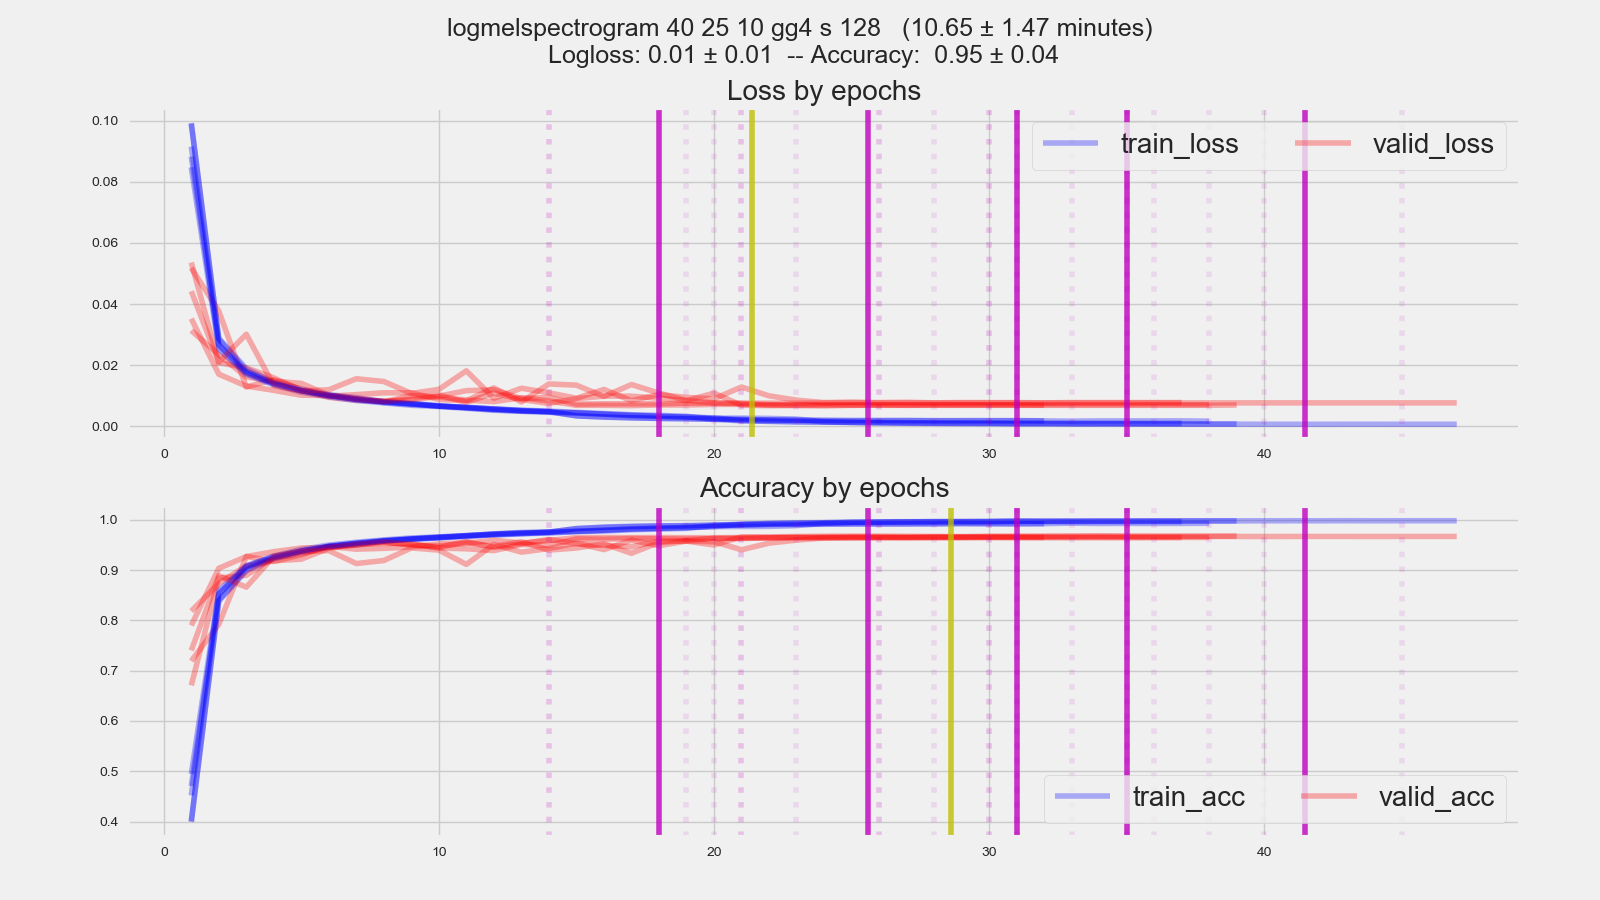 logmelspectrogram 40 25 10 gg4 s 128 (10.65 ± 1.47 minutes)
Logloss: 0.01 ± 0.01 -- Accuracy: 0.95 ± 0.04
Loss by epochs
train_loss valid_loss
0.10
0.08
0.06
0.04
0.02
0.00
0 10 20 30 40
Accuracy by epochs
1.0
0.9
0.8
0.7
0.6
0.5
0.4
train_acc valid_acc
0 10 20 30 40